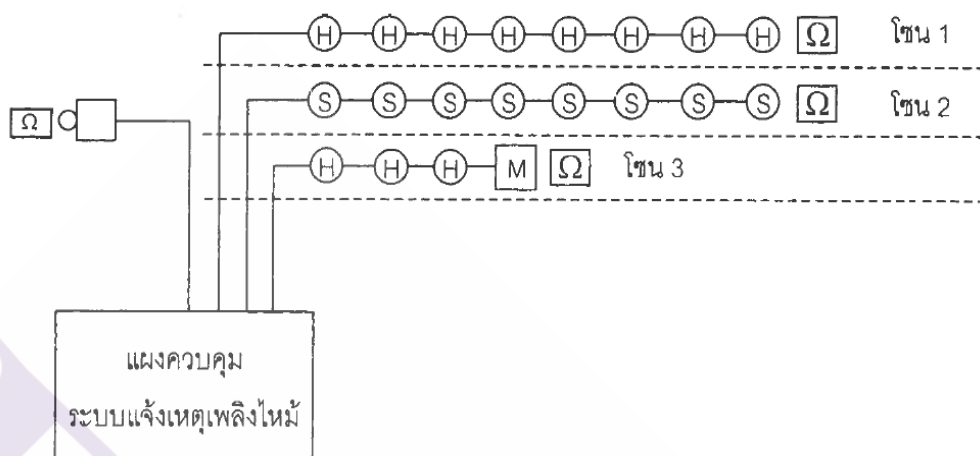 H H H H H H H H Ω โซน 1
Ω S S S S S S S S Ω โซน 2
H H H M Ω โซน 3
แผงควบคุม
ระบบแจ้งเหตุเพลิงไหม้